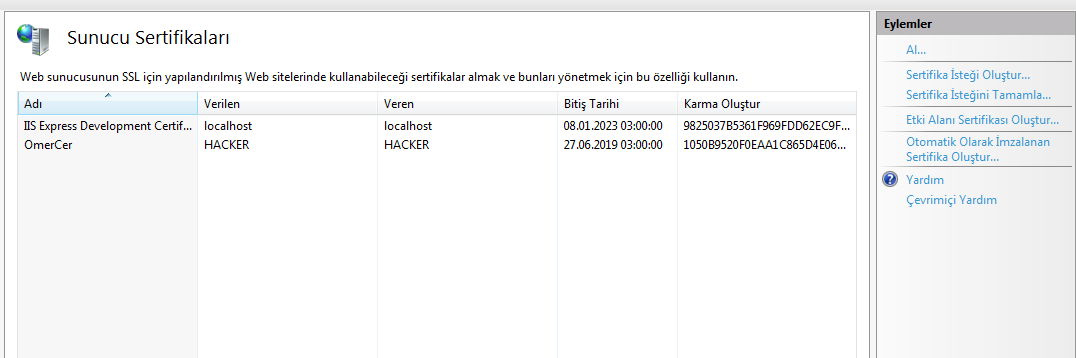 Sunucu Sertifikaları
Web sunucusunun SSL için yapılandırılmış Web sitelerinde kullanabileceği sertifikalar almak ve bunları yönetmek için bu özelliği kullanın.
Adı Verilen Veren Bitiş Tarihi Karma Oluştur
IIS Express Development Certif... localhost localhost 08.01.2023 03:00:00 9825037B5361F969FDD62EC9F...
OmerCer HACKER HACKER 27.06.2019 03:00:00 1050B9520F0EAA1C865D4E06...
Eylemler
Al...
Sertifika İsteği Oluştur...
Sertifika İsteğini Tamamla...
Etki Alanı Sertifikası Oluştur...
Otomatik Olarak İmzalanan
Sertifika Oluştur...
Yardım
Çevrimiçi Yardım